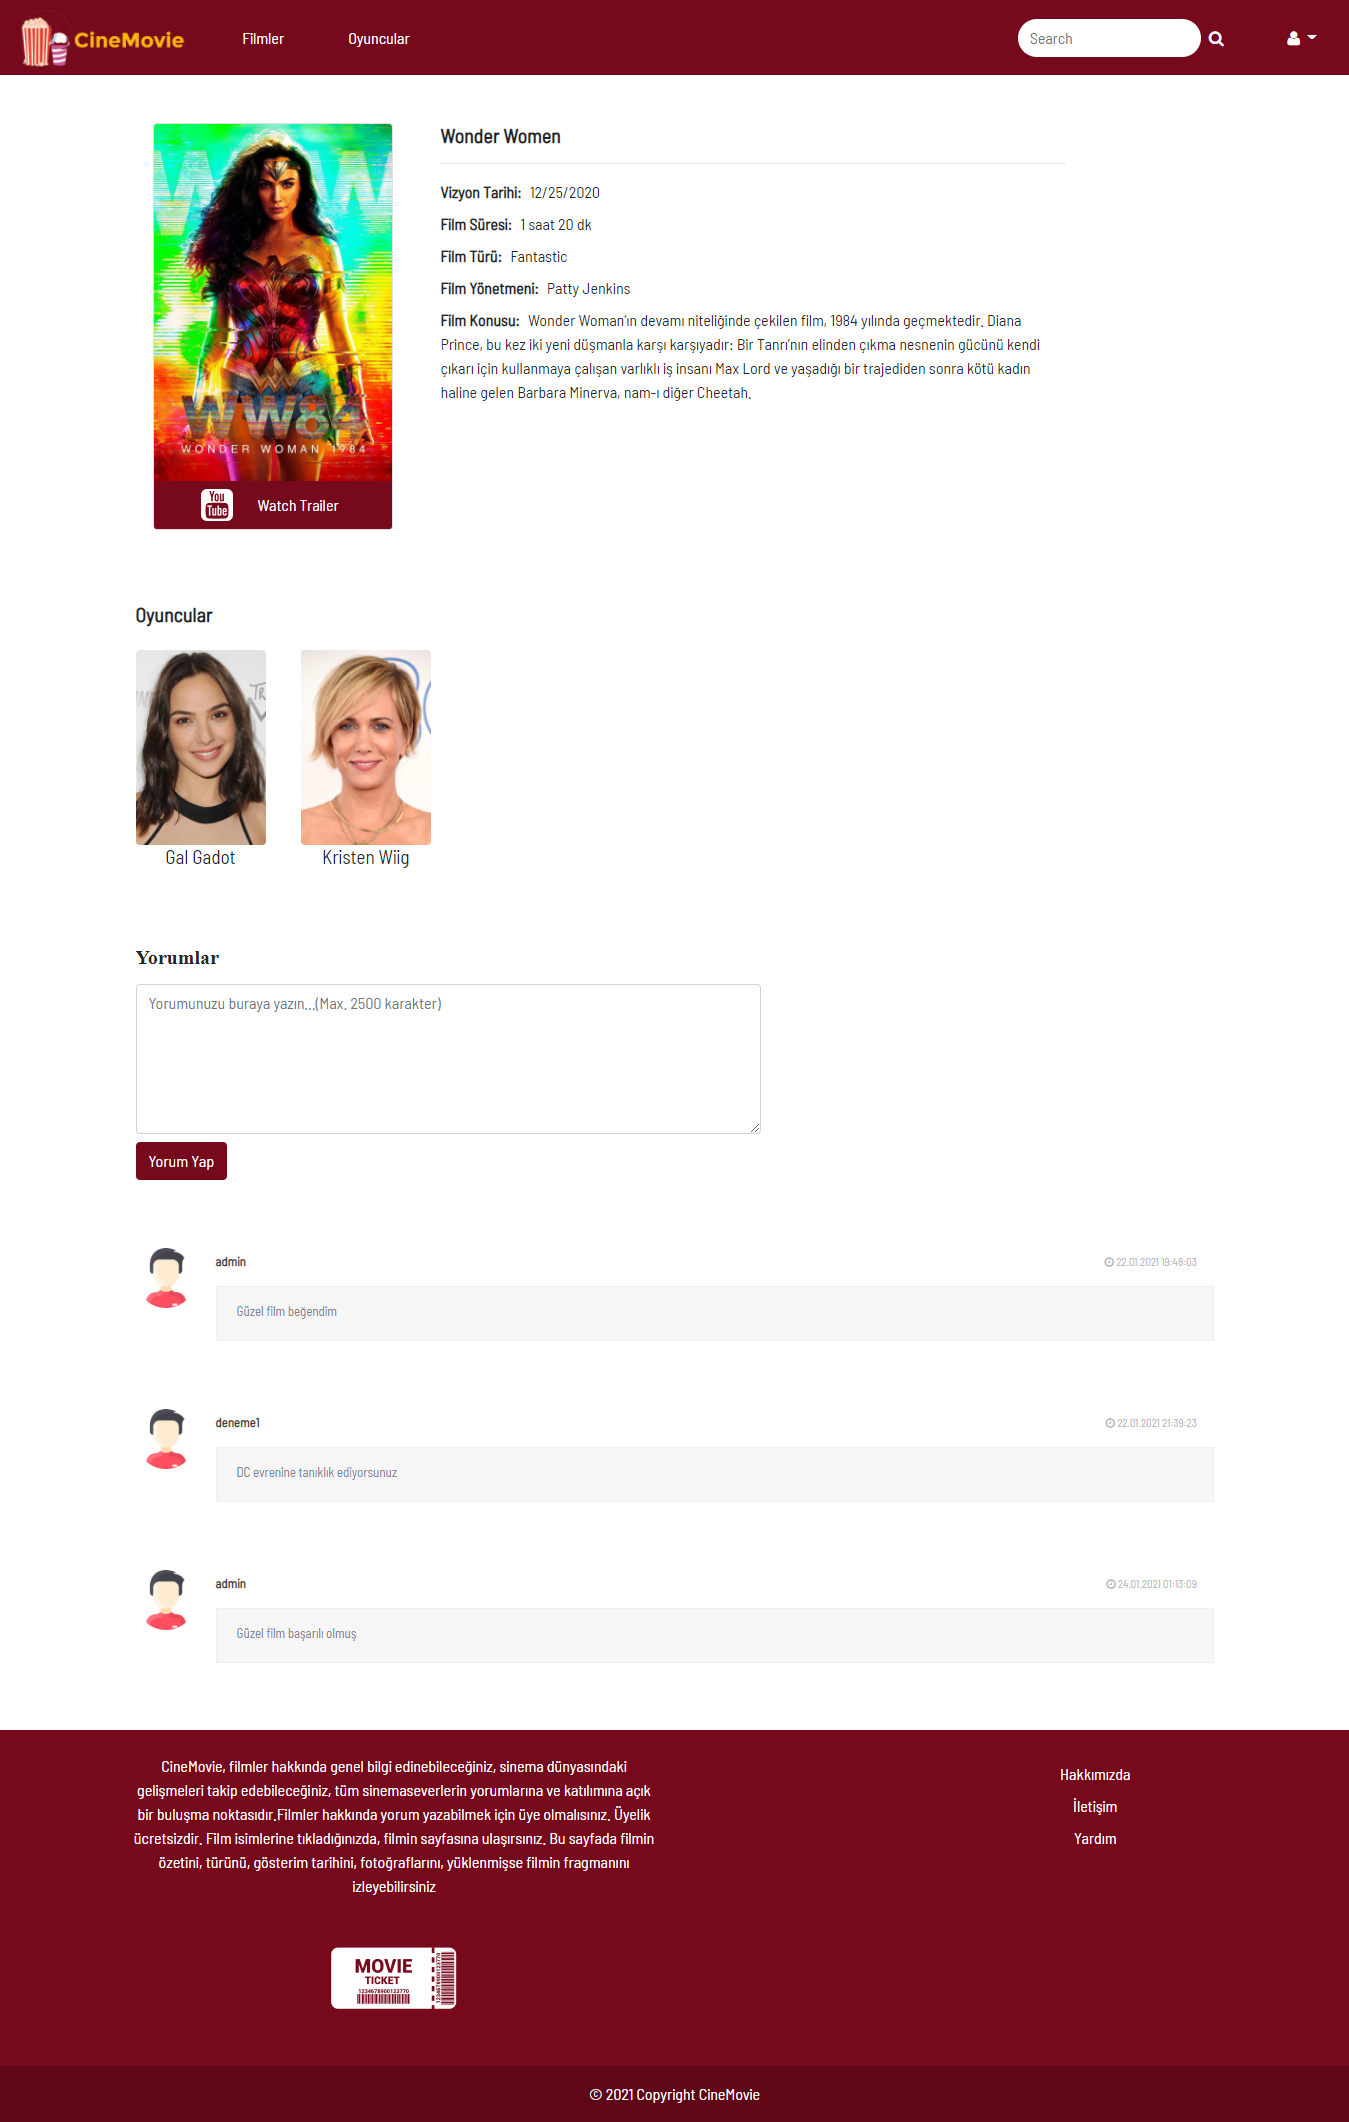 CineMovie
Filmler
Oyuncular
Search
WW
WW84
WONDER WOMAN 1984
You
Tube
Watch Trailer
Wonder Women
Vizyon Tarihi: 12/25/2020
Film Süresi: 1 saat 20 dk
Film Türü: Fantastic
Film Yönetmeni: Patty Jenkins
Film Konusu: Wonder Woman’ın devamı niteliğinde çekilen film, 1984 yılında geçmektedir. Diana
Prince, bu kez iki yeni düşmanla karşı karşıyadır: Bir Tanrı’nın elinden çıkma nesnenin gücünü kendi
çıkarı için kullanmaya çalışan varlıklı iş insanı Max Lord ve yaşadığı bir trajediden sonra kötü kadın
haline gelen Barbara Minerva, nam-ı diğer Cheetah.
Oyuncular
Gal Gadot
Kristen Wiig
Yorumlar
Yorumunuzu buraya yazın...(Max. 2500 karakter)
Yorum Yap
admin
22.01.2021 19:48:03
Güzel film beğendim
deneme1
22.01.2021 21:39:23
DC evrenine tanıklık ediyorsunuz
admin
24.01.2021 01:13:09
Güzel film başarılı olmuş
CineMovie, filmler hakkında genel bilgi edinebileceğiniz, sinema dünyasındaki
gelişmeleri takip edebileceğiniz, tüm sinemaseverlerin yorumlarına ve katılımına açık
bir buluşma noktasıdır.Filmler hakkında yorum yazabilmek için üye olmalısınız. Üyelik
ücretsizdir. Film isimlerine tıkladığınızda, filmin sayfasına ulaşırsınız. Bu sayfada filmin
özetini, türünü, gösterim tarihini, fotoğraflarını, yüklenmişse filmin fragmanını
izleyebilirsiniz
Hakkımızda
İletişim
Yardım
MOVIE
TICKET
1234678900123770
1234678900123770
© 2021 Copyright CineMovie